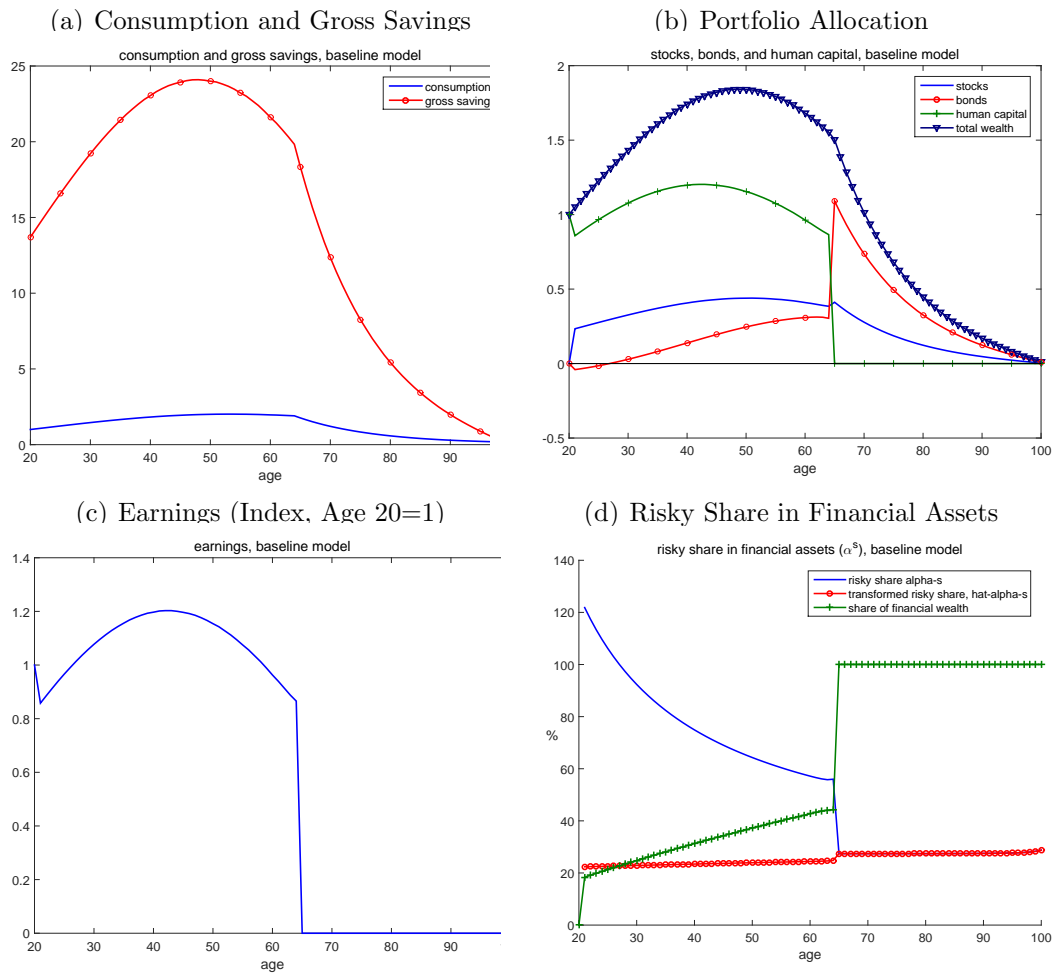 (a) Consumption and Gross Savings
consumption and gross savings, baseline model
25
20
15
10
5
0
20 30 40 50 60 70 80 90
age
consumption
gross saving
(b) Portfolio Allocation
stocks, bonds, and human capital, baseline model
2
1.5
1
0.5
0
-0.5
20 30 40 50 60 70 80 90 100
age
stocks
bonds
human capital
total wealth
(c) Earnings (Index, Age 20=1)
earnings, baseline model
1.4
1.2
1
0.8
0.6
0.4
0.2
0
20 30 40 50 60 70 80 90
age
(d) Risky Share in Financial Assets
risky share in financial assets (α^s), baseline model
140
120
100
80
%
60
40
20
0
20 30 40 50 60 70 80 90 100
age
risky share alpha-s
transformed risky share, hat-alpha-s
share of financial wealth